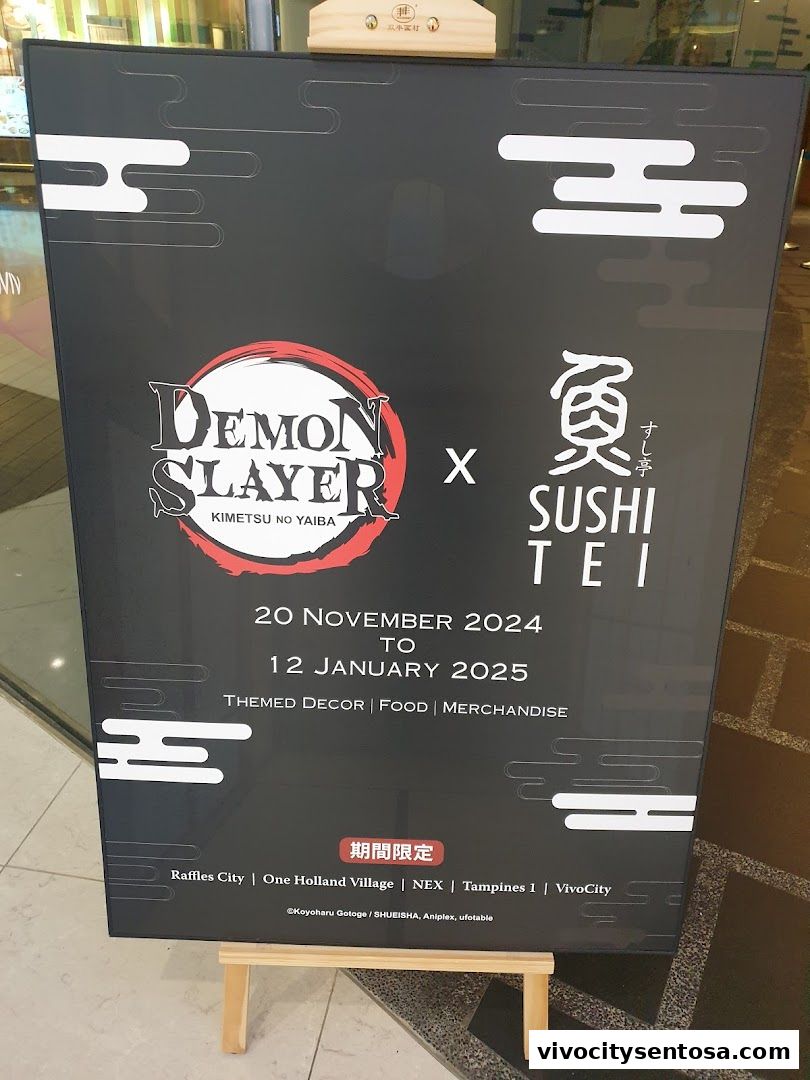 DEMON
SLAYER
KIMETSU NO YAIBA
X
すし亭
SUSHI
TEI
20 NOVEMBER 2024
TO
12 JANUARY 2025
THEMED DECOR | FOOD | MERCHANDISE
期間限定
Raffles City | One Holland Village | NEX | Tampines 1 | VivoCity
©Koyoharu Gotoge / SHUEISHA, Aniplex, ufotable
vivocitysentosa.com